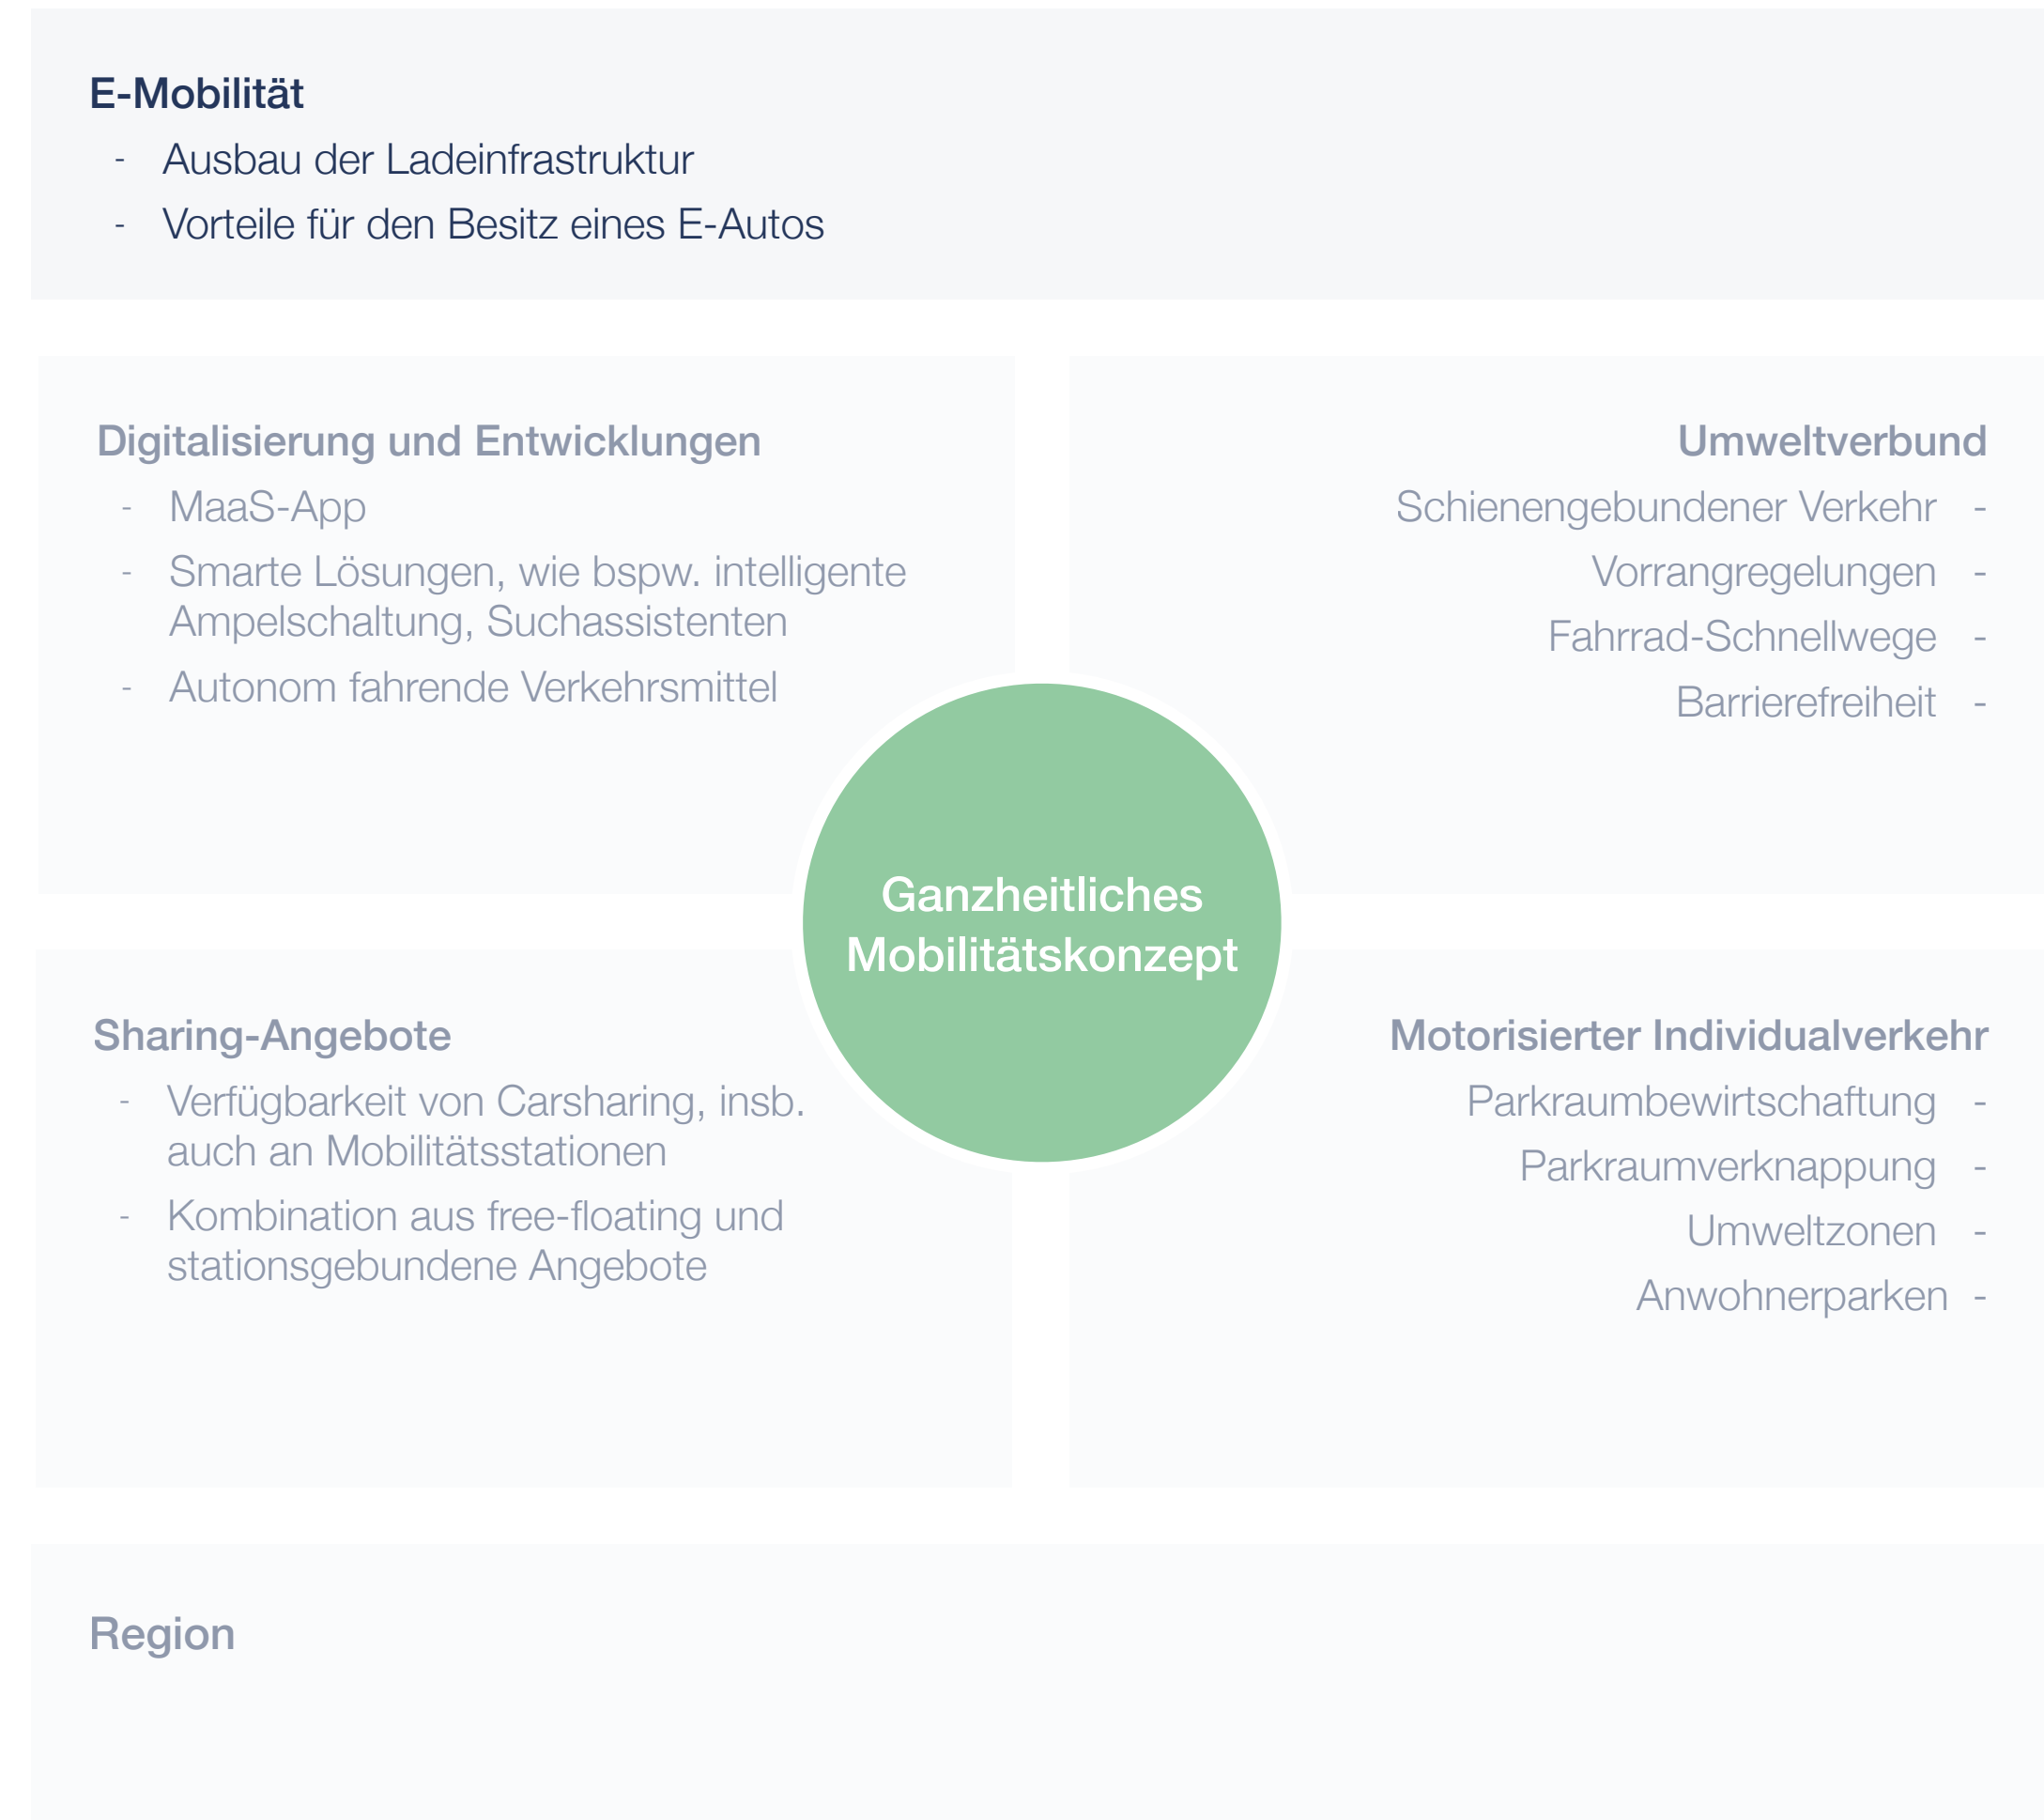 E-Mobilität
- Ausbau der Ladeinfrastruktur
- Vorteile für den Besitz eines E-Autos
Digitalisierung und Entwicklungen
- MaaS-App
- Smarte Lösungen, wie bspw. intelligente
Ampelschaltung, Suchassistenten
- Autonom fahrende Verkehrsmittel
Umweltverbund
Schienengebundener Verkehr -
Vorrangregelungen -
Fahrrad-Schnellwege -
Barrierefreiheit -
Ganzheitliches
Mobilitätskonzept
Sharing-Angebote
- Verfügbarkeit von Carsharing, insb.
auch an Mobilitätsstationen
- Kombination aus free-floating und
stationsgebundene Angebote
Motorisierter Individualverkehr
Parkraumbewirtschaftung -
Parkraumverknappung -
Umweltzonen -
Anwohnerparken -
Region